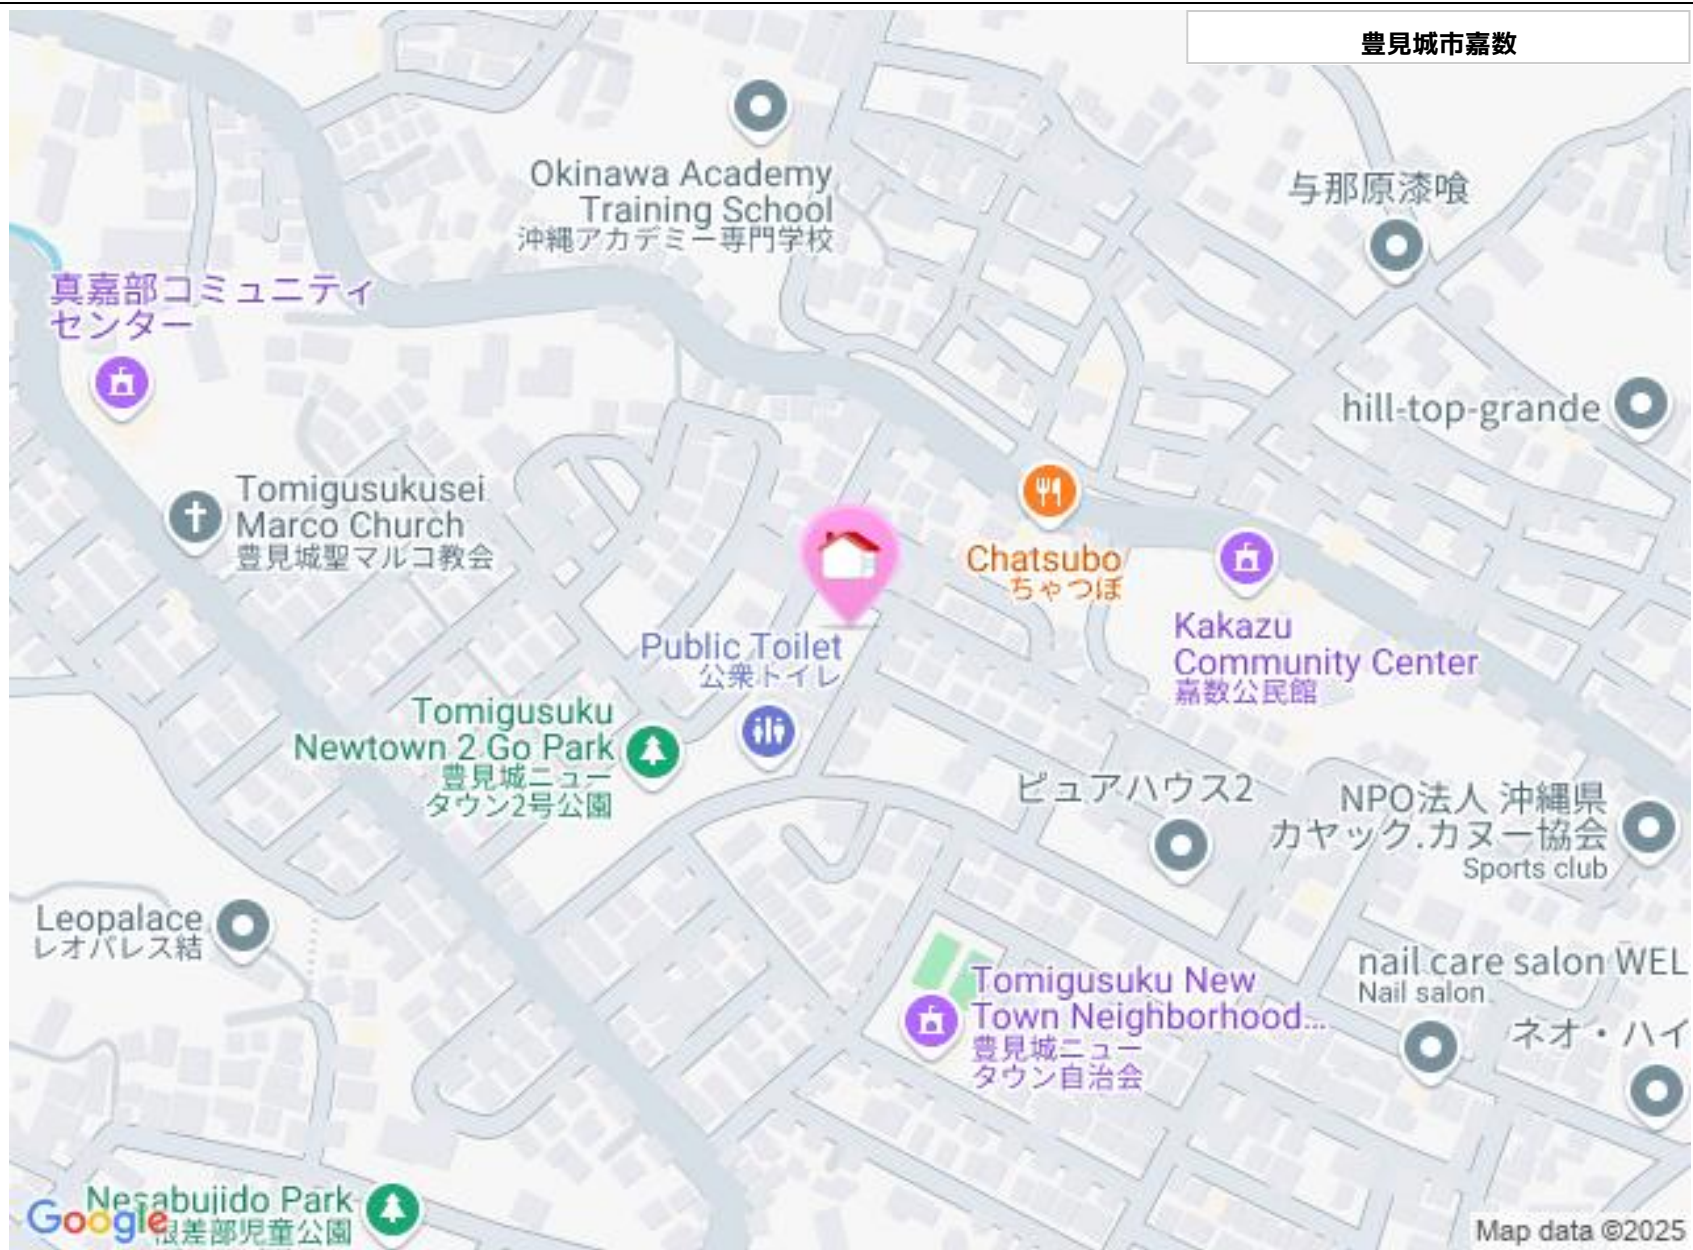 豊見城市嘉数
Okinawa Academy
Training School
沖縄アカデミー専門学校
与那原漆喰
真嘉部コミュニティ
センター
hill-top-grande
Tomigusukusei
Marco Church
豊見城聖マルコ教会
Chatsubo
ちゃつぼ
Kakazu
Community Center
嘉数公民館
Public Toilet
公衆トイレ
Tomigusuku
Newtown 2 Go Park
豊見城ニュー
タウン2号公園
ピュアハウス2
NPO法人 沖縄県
カヤック.カヌー協会
Sports club
Leopalace
レオパレス結
nail care salon WEL
Nail salon
Tomigusuku New
Town Neighborhood...
豊見城ニュー
タウン自治会
ネオ・ハイ
Nesabujido Park
根差部児童公園
Google
Map data ©2025